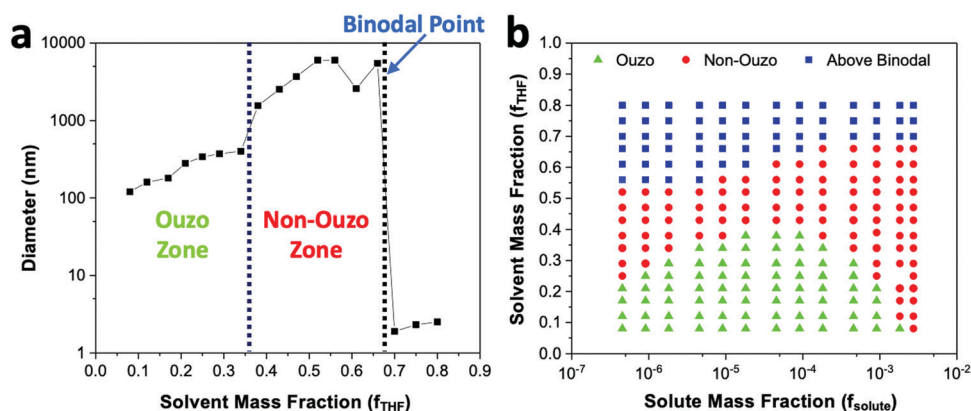 a
Binodal Point
10000
1000
100
10
1
Diameter (nm)
Ouzo
Zone
Non-Ouzo
Zone
0.0 0.1 0.2 0.3 0.4 0.5 0.6 0.7 0.8 0.9
Solvent Mass Fraction (f_THF)
b
Ouzo Non-Ouzo Above Binodal
1.0
0.9
0.8
0.7
0.6
0.5
0.4
0.3
0.2
0.1
0.0
Solvent Mass Fraction (f_THF)
10^-7 10^-6 10^-5 10^-4 10^-3 10^-2
Solute Mass Fraction (f_solute)